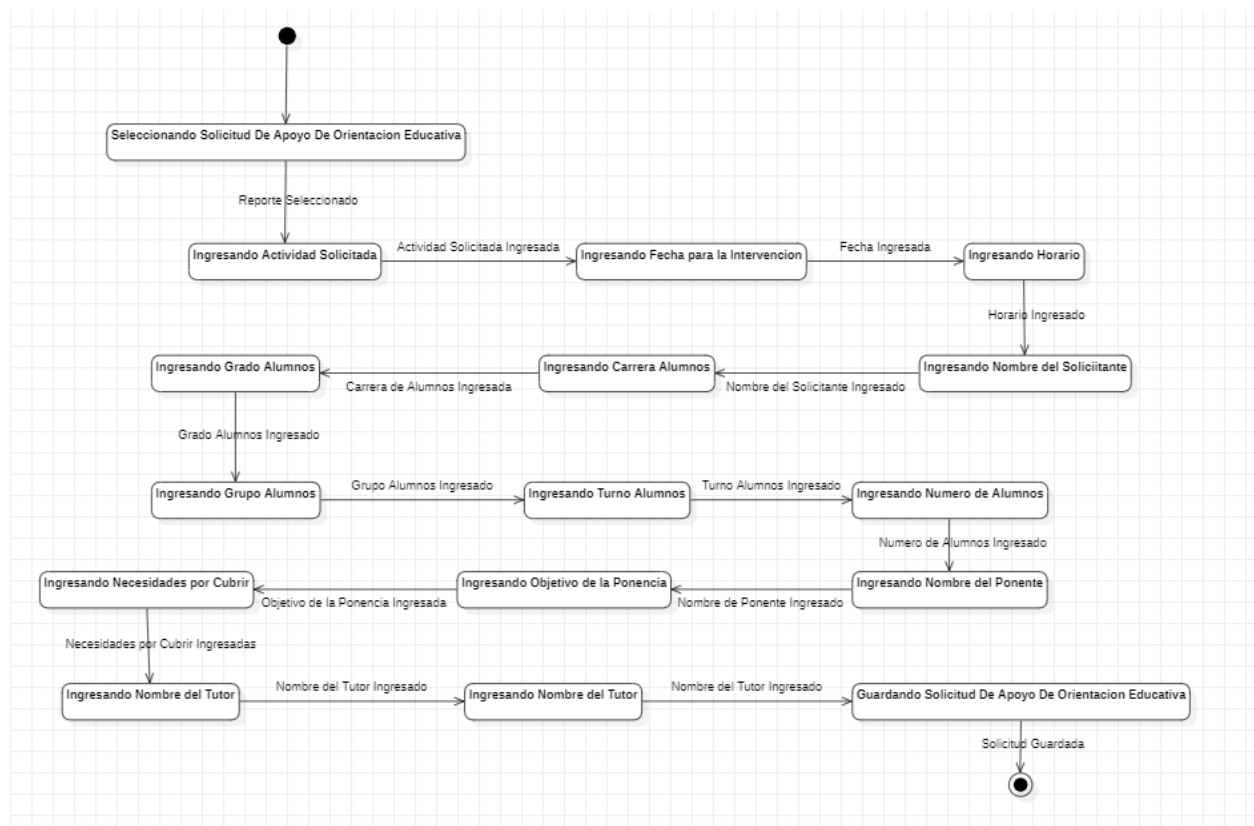 Seleccionando Solicitud De Apoyo De Orientacion Educativa
Reporte Seleccionado
Ingresando Actividad Solicitada
Actividad Solicitada Ingresada
Ingresando Fecha para la Intervencion
Fecha Ingresada
Ingresando Horario
Horario Ingresado
Ingresando Nombre del Soliciitante
Nombre del Solicitante Ingresado
Ingresando Carrera Alumnos
Carrera de Alumnos Ingresada
Ingresando Grado Alumnos
Grado Alumnos Ingresado
Ingresando Grupo Alumnos
Grupo Alumnos Ingresado
Ingresando Turno Alumnos
Turno Alumnos Ingresado
Ingresando Numero de Alumnos
Numero de Alumnos Ingresado
Ingresando Nombre del Ponente
Nombre de Ponente Ingresado
Ingresando Objetivo de la Ponencia
Objetivo de la Ponencia Ingresada
Ingresando Necesidades por Cubrir
Necesidades por Cubrir Ingresadas
Ingresando Nombre del Tutor
Nombre del Tutor Ingresado
Ingresando Nombre del Tutor
Nombre del Tutor Ingresado
Guardando Solicitud De Apoyo De Orientacion Educativa
Solicitud Guardada